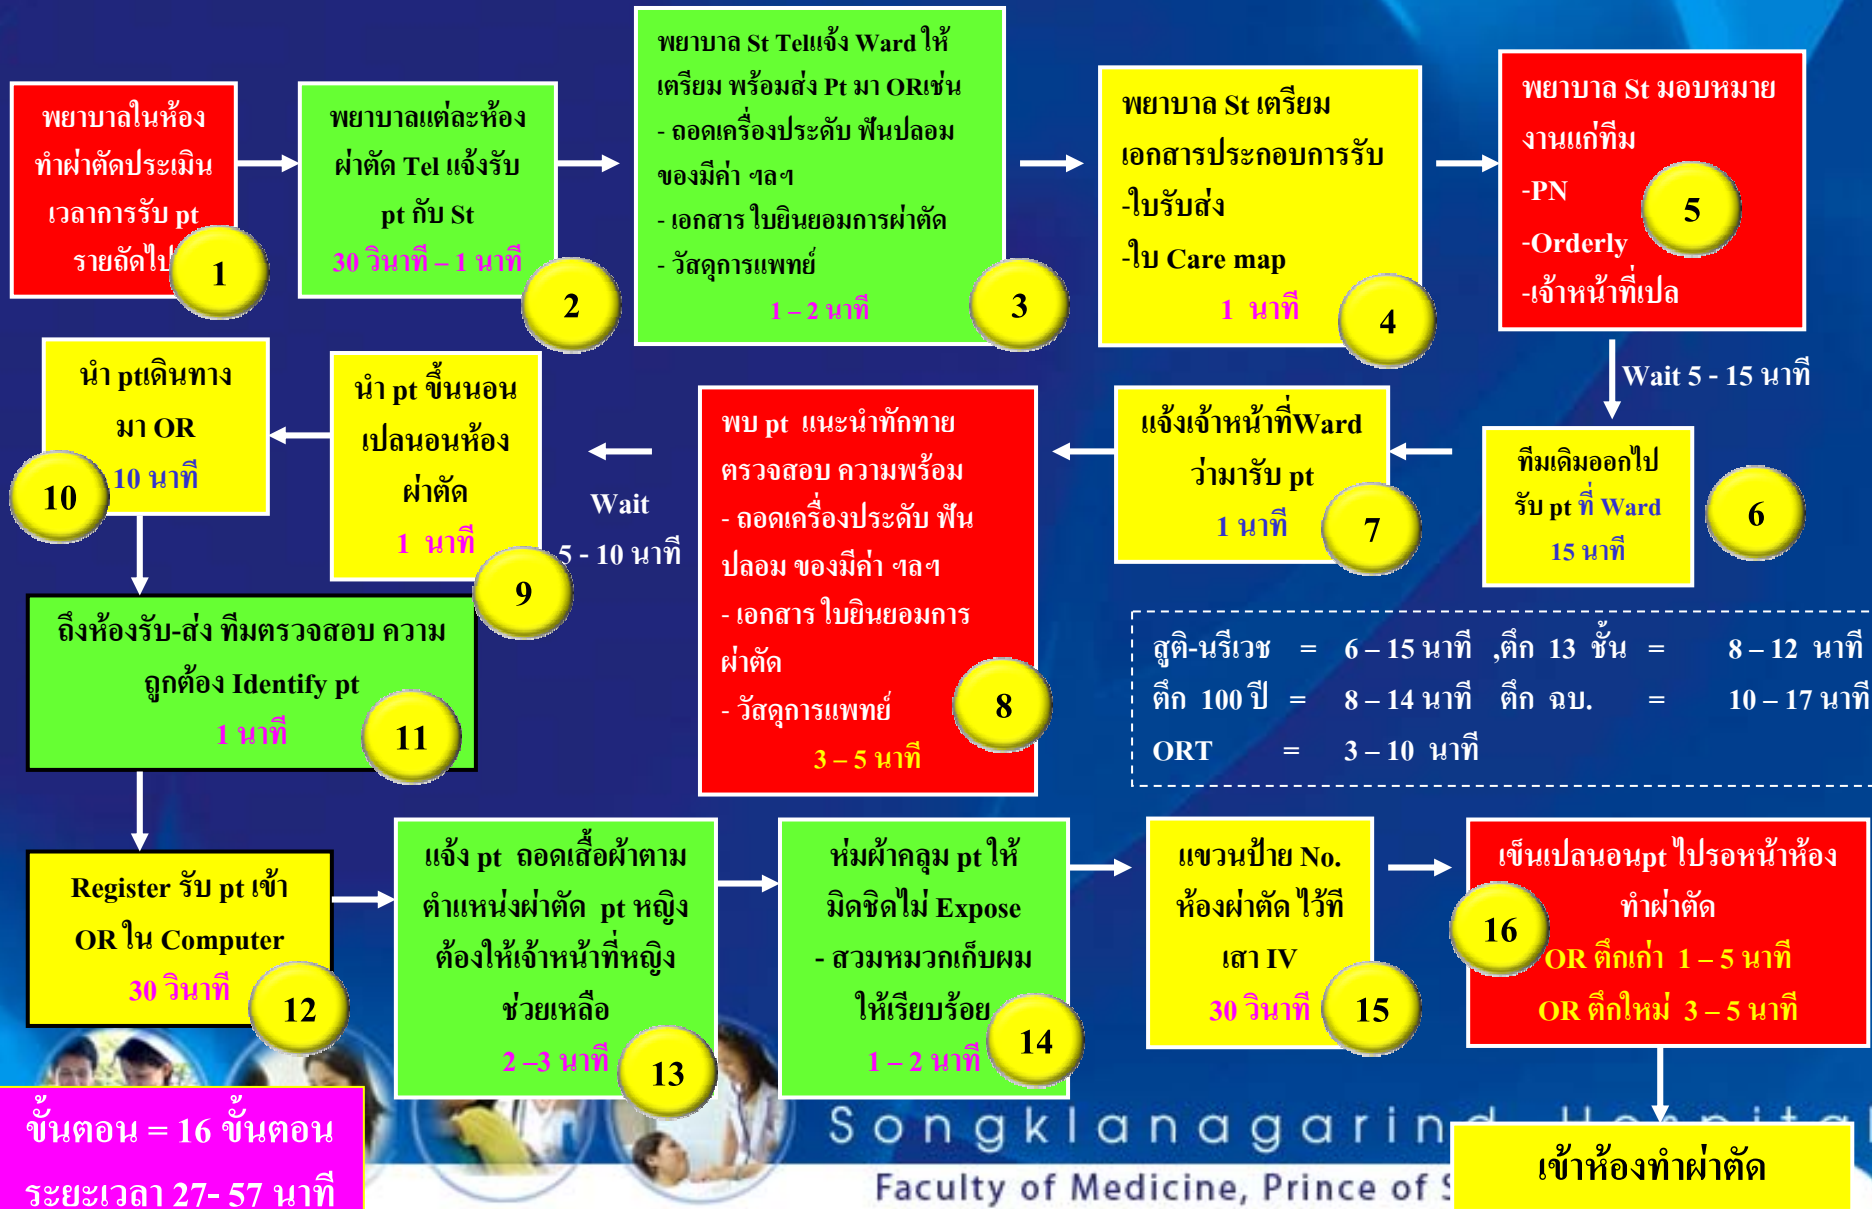 พยาบาลในห้อง
ทำผ่าตัดประเมิน
เวลาการรับ pt
รายถัดไป
1
พยาบาลแต่ละห้อง
ผ่าตัด Tel แจ้งรับ
pt กับ St
30 วินาที – 1 นาที
2
พยาบาล St Telแจ้ง Ward ให้
เตรียม พร้อมส่ง Pt มา ORเช่น
- ถอดเครื่องประดับ ฟันปลอม
ของมีค่า ฯลฯ
- เอกสาร ใบยินยอมการผ่าตัด
- วัสดุการแพทย์
1 – 2 นาที
3
พยาบาล St เตรียม
เอกสารประกอบการรับ
-ใบรับส่ง
-ใบ Care map
1 นาที
4
พยาบาล St มอบหมาย
งานแก่ทีม
-PN
-Orderly
-เจ้าหน้าที่เปล
5
Wait 5 - 15 นาที
ทีมเดิมออกไป
รับ pt ที่ Ward
15 นาที
6
แจ้งเจ้าหน้าที่Ward
ว่ามารับ pt
1 นาที
7
พบ pt แนะนำทักทาย
ตรวจสอบ ความพร้อม
- ถอดเครื่องประดับ ฟัน
ปลอม ของมีค่า ฯลฯ
- เอกสาร ใบยินยอมการ
ผ่าตัด
- วัสดุการแพทย์
3 – 5 นาที
8
Wait
5 - 10 นาที
นำ pt ขึ้นนอน
เปลนอนห้อง
ผ่าตัด
1 นาที
9
นำ ptเดินทาง
มา OR
10 นาที
10
สูติ-นรีเวช = 6 – 15 นาที ,ตึก 13 ชั้น = 8 – 12 นาที
ตึก 100 ปี = 8 – 14 นาที ตึก ฉบ. = 10 – 17 นาที
ORT = 3 – 10 นาที
ถึงห้องรับ-ส่ง ทีมตรวจสอบ ความ
ถูกต้อง Identify pt
1 นาที
11
Register รับ pt เข้า
OR ใน Computer
30 วินาที
12
แจ้ง pt ถอดเสื้อผ้าตาม
ตำแหน่งผ่าตัด pt หญิง
ต้องให้เจ้าหน้าที่หญิง
ช่วยเหลือ
2 –3 นาที
13
ห่มผ้าคลุม pt ให้
มิดชิดไม่ Expose
- สวมหมวกเก็บผม
ให้เรียบร้อย
1 – 2 นาที
14
แขวนป้าย No.
ห้องผ่าตัด ไว้ที่
เสา IV
30 วินาที
15
เข็นเปลนอนpt ไปรอหน้าห้อง
ทำผ่าตัด
OR ตึกเก่า 1 – 5 นาที
OR ตึกใหม่ 3 – 5 นาที
16
เข้าห้องทำผ่าตัด
ขั้นตอน = 16 ขั้นตอน
ระยะเวลา 27- 57 นาที
Songklanagarind Hospital
Faculty of Medicine, Prince of S